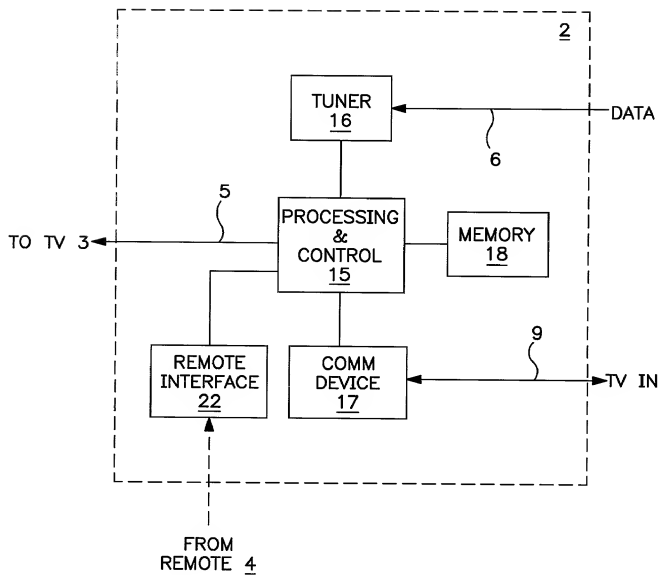 2
TUNER
16
DATA
6
5
PROCESSING
&
CONTROL
15
TO TV 3
MEMORY
18
9
REMOTE
INTERFACE
22
COMM
DEVICE
17
TV IN
FROM
REMOTE 4